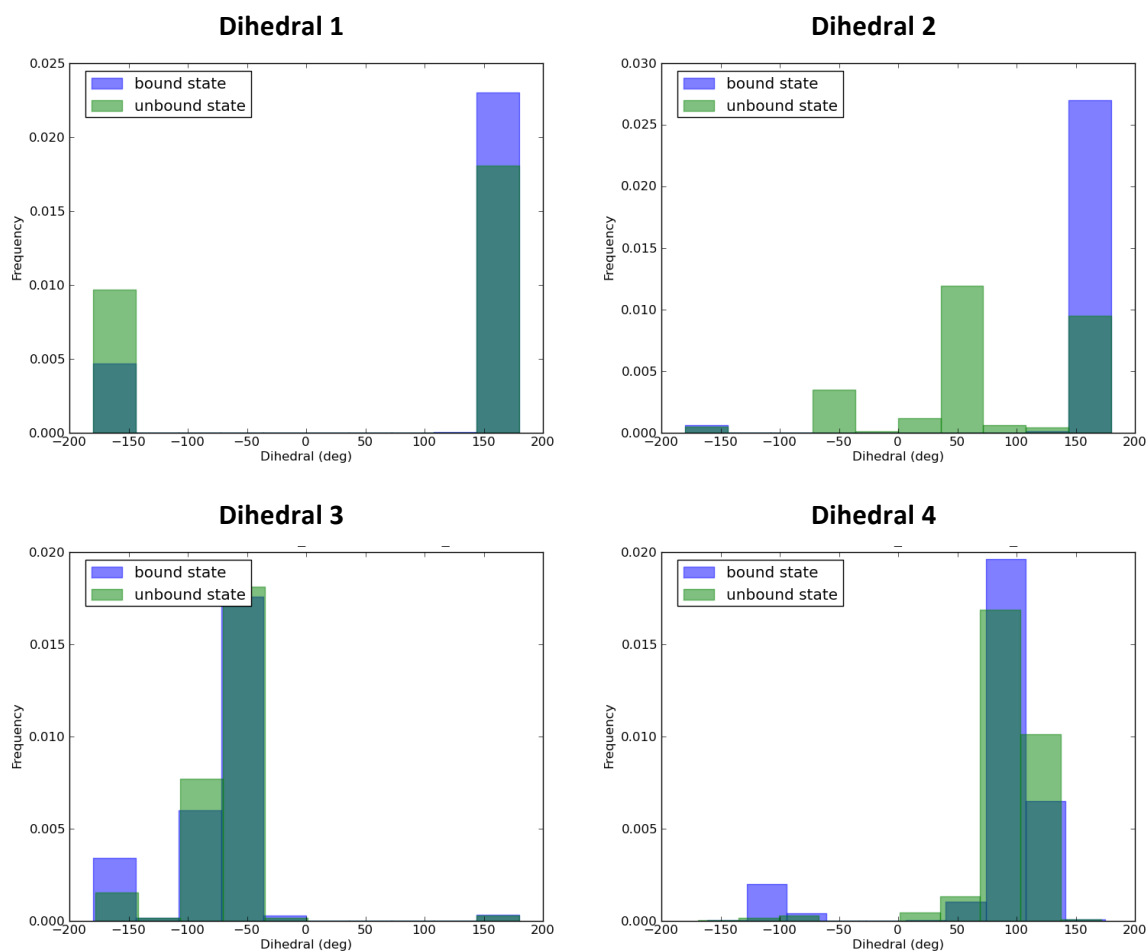 Dihedral 1
0.025
0.020
0.015
0.010
0.005
0.000
Frequency
bound state
unbound state
−200 −150 −100 −50 0 50 100 150 200
Dihedral (deg)
Dihedral 2
0.030
0.025
0.020
0.015
0.010
0.005
0.000
Frequency
bound state
unbound state
−200 −150 −100 −50 0 50 100 150 200
Dihedral (deg)
Dihedral 3
0.020
0.015
0.010
0.005
0.000
Frequency
bound state
unbound state
−200 −150 −100 −50 0 50 100 150 200
Dihedral (deg)
Dihedral 4
0.020
0.015
0.010
0.005
0.000
Frequency
bound state
unbound state
−200 −150 −100 −50 0 50 100 150 200
Dihedral (deg)